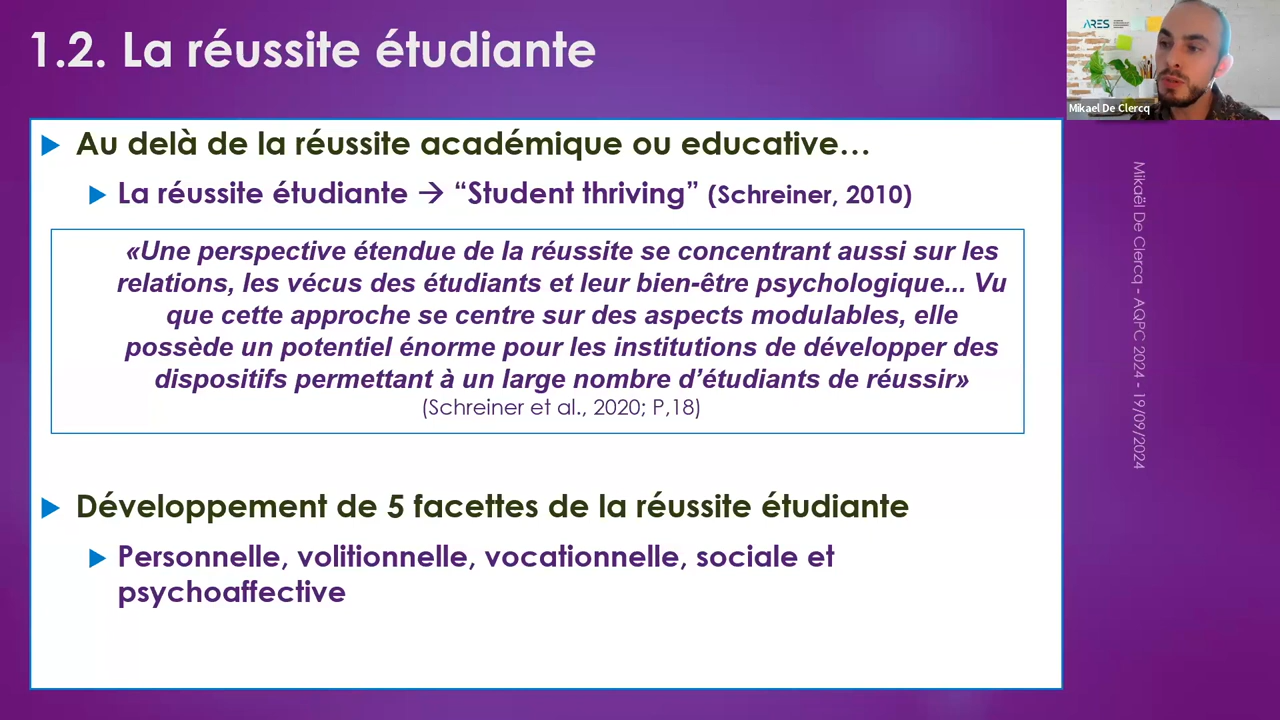 1.2. La réussite étudiante
ARES
Mikael De Clercq
Au delà de la réussite académique ou educative…
La réussite étudiante → “Student thriving” (Schreiner, 2010)
«Une perspective étendue de la réussite se concentrant aussi sur les
relations, les vécus des étudiants et leur bien-être psychologique... Vu
que cette approche se centre sur des aspects modulables, elle
possède un potentiel énorme pour les institutions de développer des
dispositifs permettant à un large nombre d’étudiants de réussir»
(Schreiner et al., 2020; P,18)
Développement de 5 facettes de la réussite étudiante
Personnelle, volitionnelle, vocationnelle, sociale et
psychoaffective
Mikaël De Clercq - AQPC 2024 - 19/09/2024